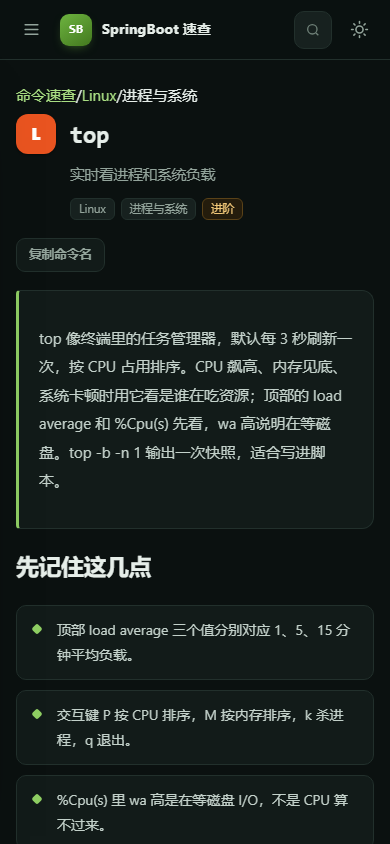 SB SpringBoot 速查
命令速查/Linux/进程与系统
L top
实时看进程和系统负载
Linux 进程与系统 进阶
复制命令名
top 像终端里的任务管理器，默认每 3 秒刷新一
次，按 CPU 占用排序。CPU 飙高、内存见底、
系统卡顿时用它看是谁在吃资源；顶部的 load
average 和 %Cpu(s) 先看，wa 高说明在等磁
盘。top -b -n 1 输出一次快照，适合写进脚
本。
先记住这几点
顶部 load average 三个值分别对应 1、5、15 分
钟平均负载。
交互键 P 按 CPU 排序，M 按内存排序，k 杀进
程，q 退出。
%Cpu(s) 里 wa 高是在等磁盘 I/O，不是 CPU 算
不过来。